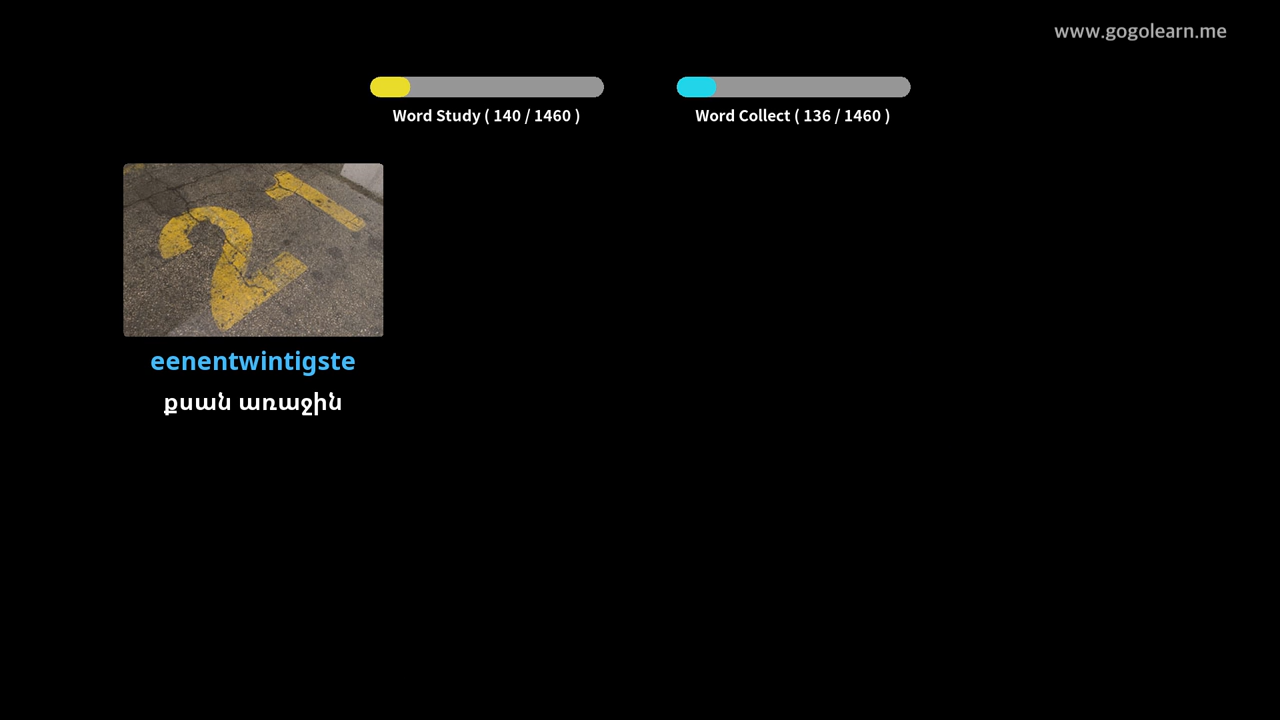 www.gogolearn.me
Word Study ( 140 / 1460 )
Word Collect ( 136 / 1460 )
21
eenentwintigste
քսան առաջին